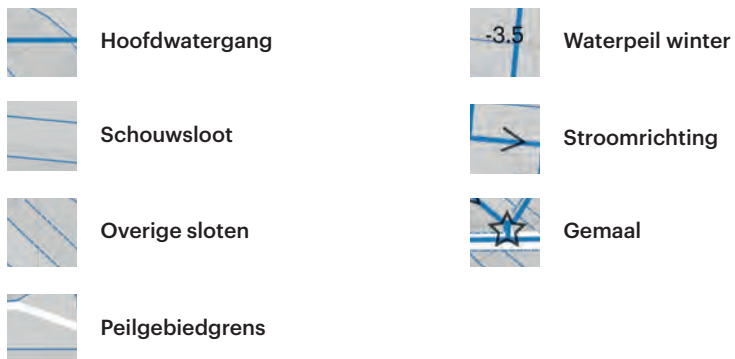 Hoofdwatergang
Schouwsloot
Overige sloten
Peilgebiedgrens
-3.5
Waterpeil winter
Stroomrichting
Gemaal